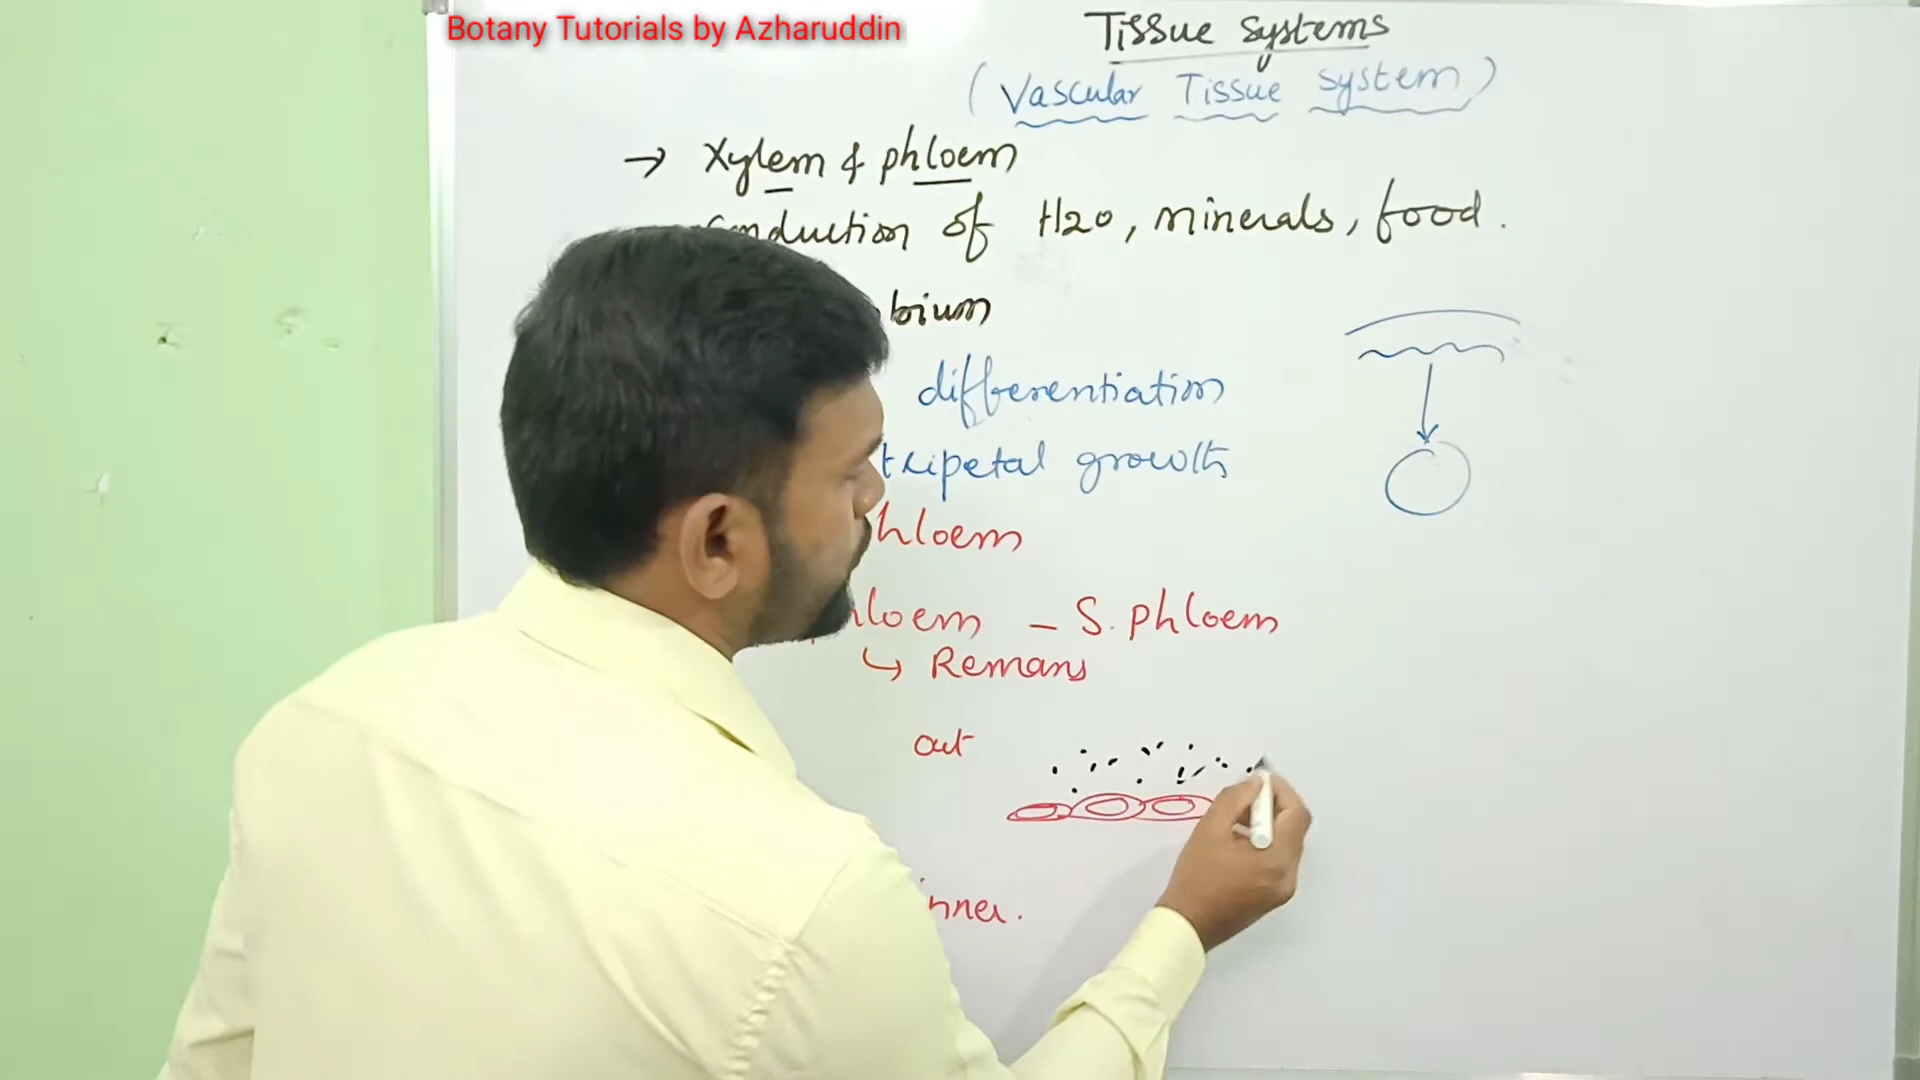 Botany Tutorials by Azharuddin
Tissue systems
(Vascular Tissue system)
→ Xylem & phloem
conduction of H2O, minerals, food.
bium
differentiation
tripetal growth
hloem
hloem – S. phloem
↳ Remans
out
inner.